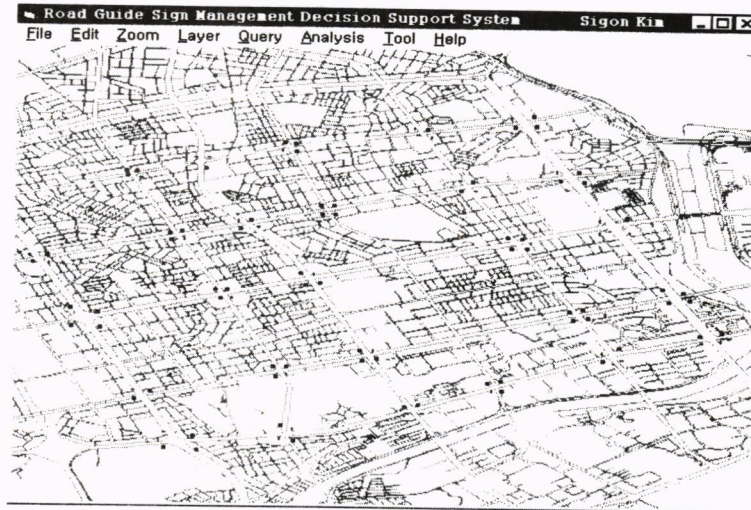 Road Guide Sign Management Decision Support System Sigon Kim
File Edit Zoom Layer Query Analysis Tool Help